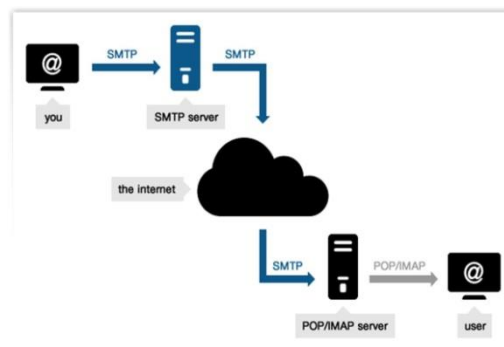 SMTP
SMTP
@
you
SMTP server
the internet
SMTP
POP/IMAP
@
POP/IMAP server
user